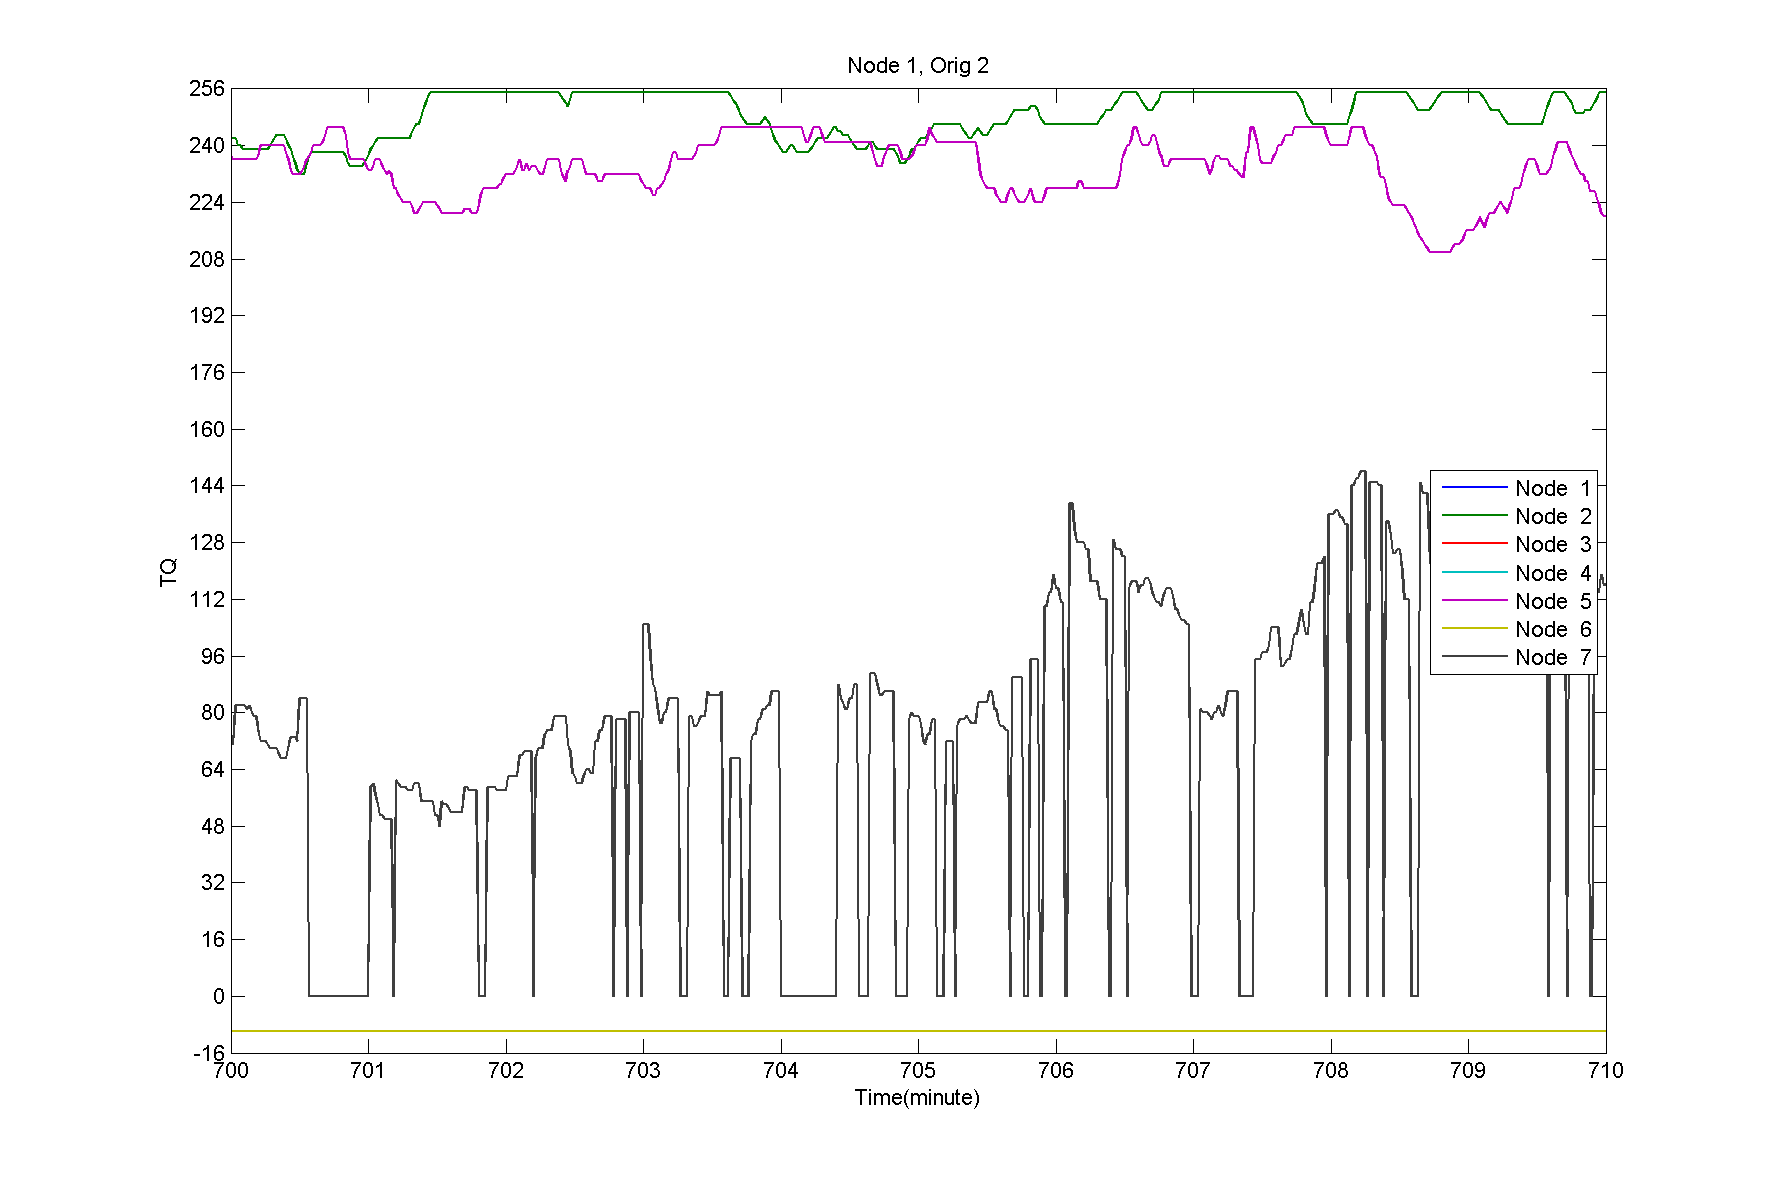 Node 1, Orig 2
256
240
224
208
192
176
160
144
128
112
96
80
64
48
32
16
0
-16
TQ
Node 1
Node 2
Node 3
Node 4
Node 5
Node 6
Node 7
700 701 702 703 704 705 706 707 708 709 710
Time(minute)